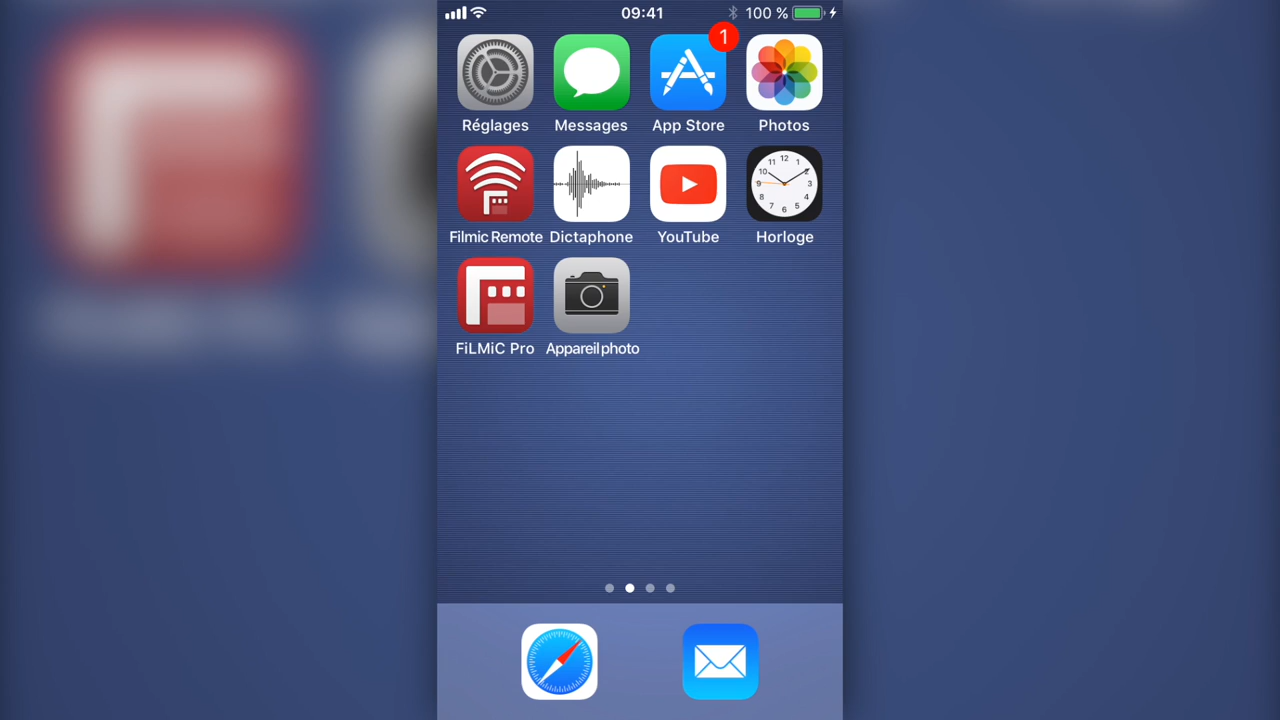 09:41 100 %
1
Réglages Messages App Store Photos
Filmic Remote Dictaphone YouTube Horloge
FiLMiC Pro Appareil photo